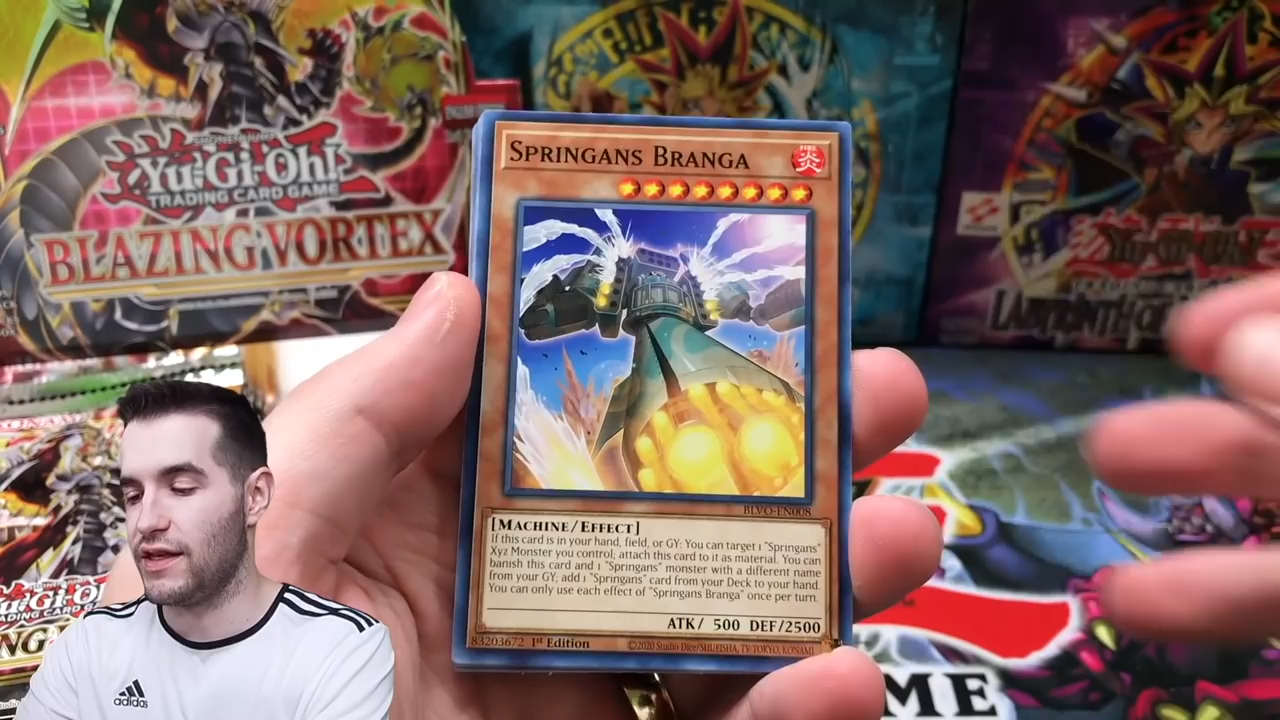 Yu-Gi-Oh!
TRADING CARD GAME
BLAZING VORTEX
SPRINGANS BRANGA
炎
BLVO-EN008
[MACHINE/EFFECT]
If this card is in your hand, field, or GY: You can target 1 "Springans"
Xyz Monster you control; attach this card to it as material. You can
banish this card and 1 "Springans" monster with a different name
from your GY; add 1 "Springans" card from your Deck to your hand.
You can only use each effect of "Springans Branga" once per turn.
ATK/ 500 DEF/2500
83203672 1st Edition
©2020 Studio Dice/SHUEISHA, TV TOKYO, KONAMI
adidas
TRADING CARD
ME